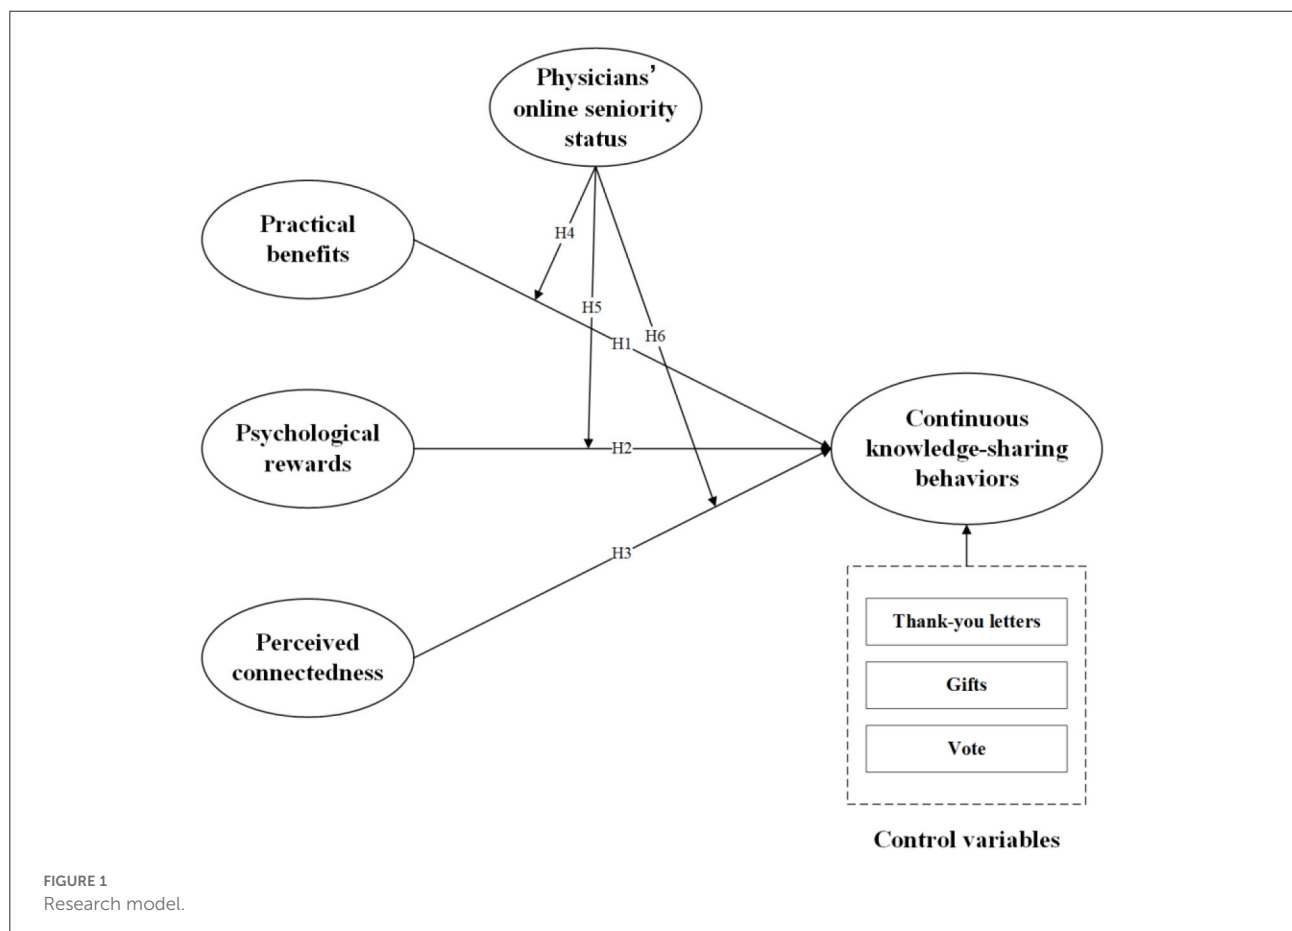 Physicians’
online seniority
status
Practical
benefits
H4
H5
H6
H1
Psychological
rewards
H2
Continuous
knowledge-sharing
behaviors
H3
Perceived
connectedness
Thank-you letters
Gifts
Vote
Control variables
FIGURE 1
Research model.